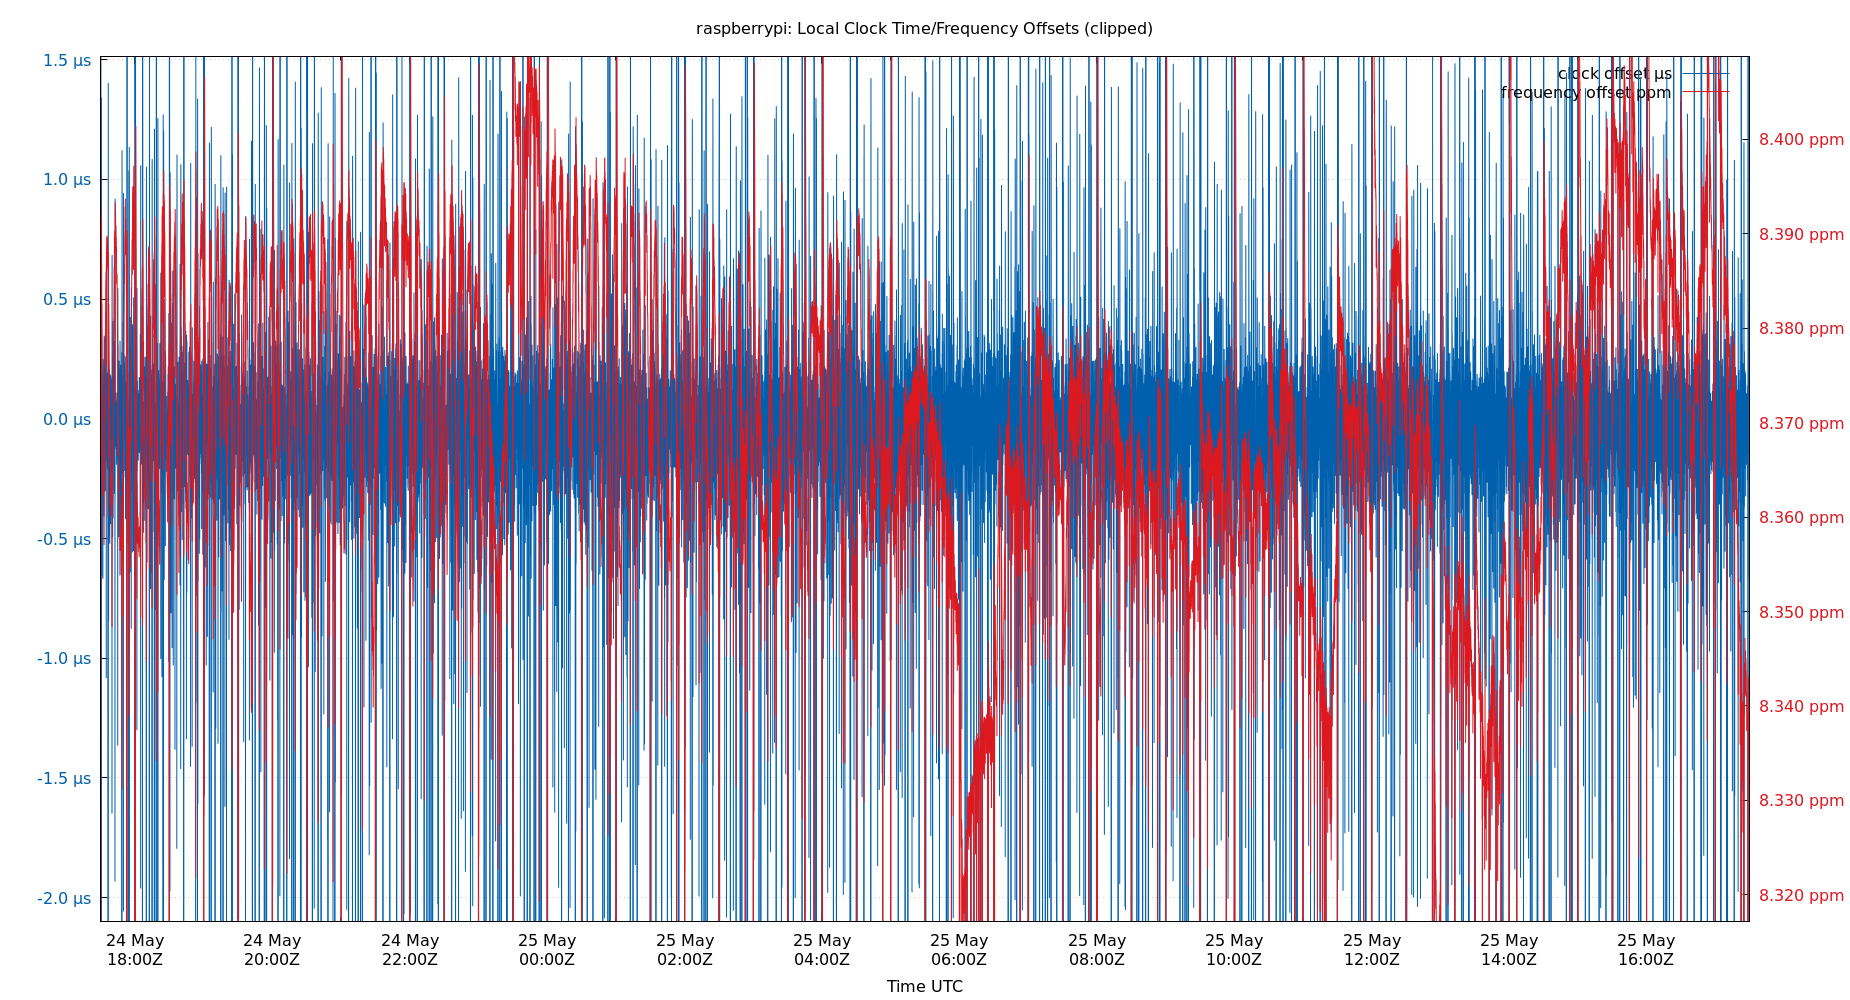 raspberrypi: Local Clock Time/Frequency Offsets (clipped)
1.5 µs
1.0 µs
0.5 µs
0.0 µs
-0.5 µs
-1.0 µs
-1.5 µs
-2.0 µs
clock offset µs
frequency offset ppm
8.400 ppm
8.390 ppm
8.380 ppm
8.370 ppm
8.360 ppm
8.350 ppm
8.340 ppm
8.330 ppm
8.320 ppm
24 May 24 May 24 May 25 May 25 May 25 May 25 May 25 May 25 May 25 May 25 May 25 May
18:00Z 20:00Z 22:00Z 00:00Z 02:00Z 04:00Z 06:00Z 08:00Z 10:00Z 12:00Z 14:00Z 16:00Z
Time UTC